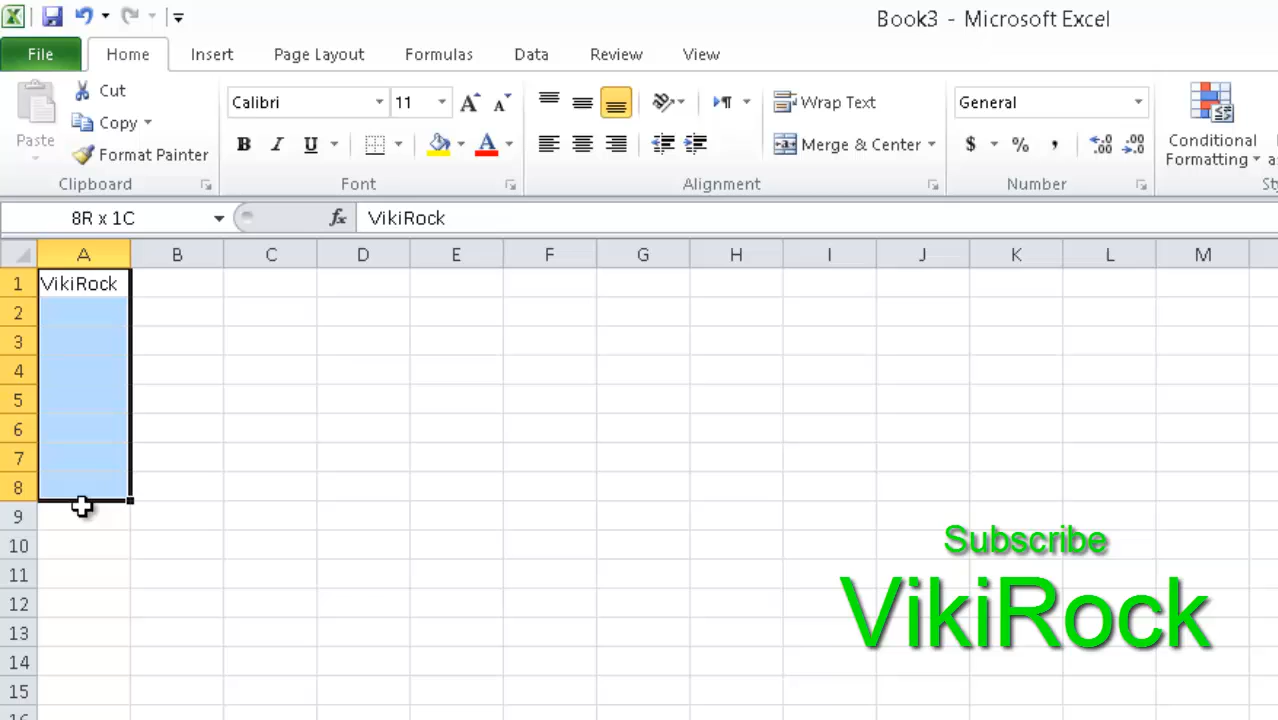 Book3 - Microsoft Excel
File Home Insert Page Layout Formulas Data Review View
Paste
Cut
Copy
Format Painter
Clipboard
Calibri 11
B I U A
Font
Wrap Text
Merge & Center
Alignment
General
$ % , .00 .00
Number
Conditional
Formatting
8R x 1C fx VikiRock
A B C D E F G H I J K L M
1 VikiRock
2
3
4
5
6
7
8
9
10
11
12
13
14
15
Subscribe
VikiRock